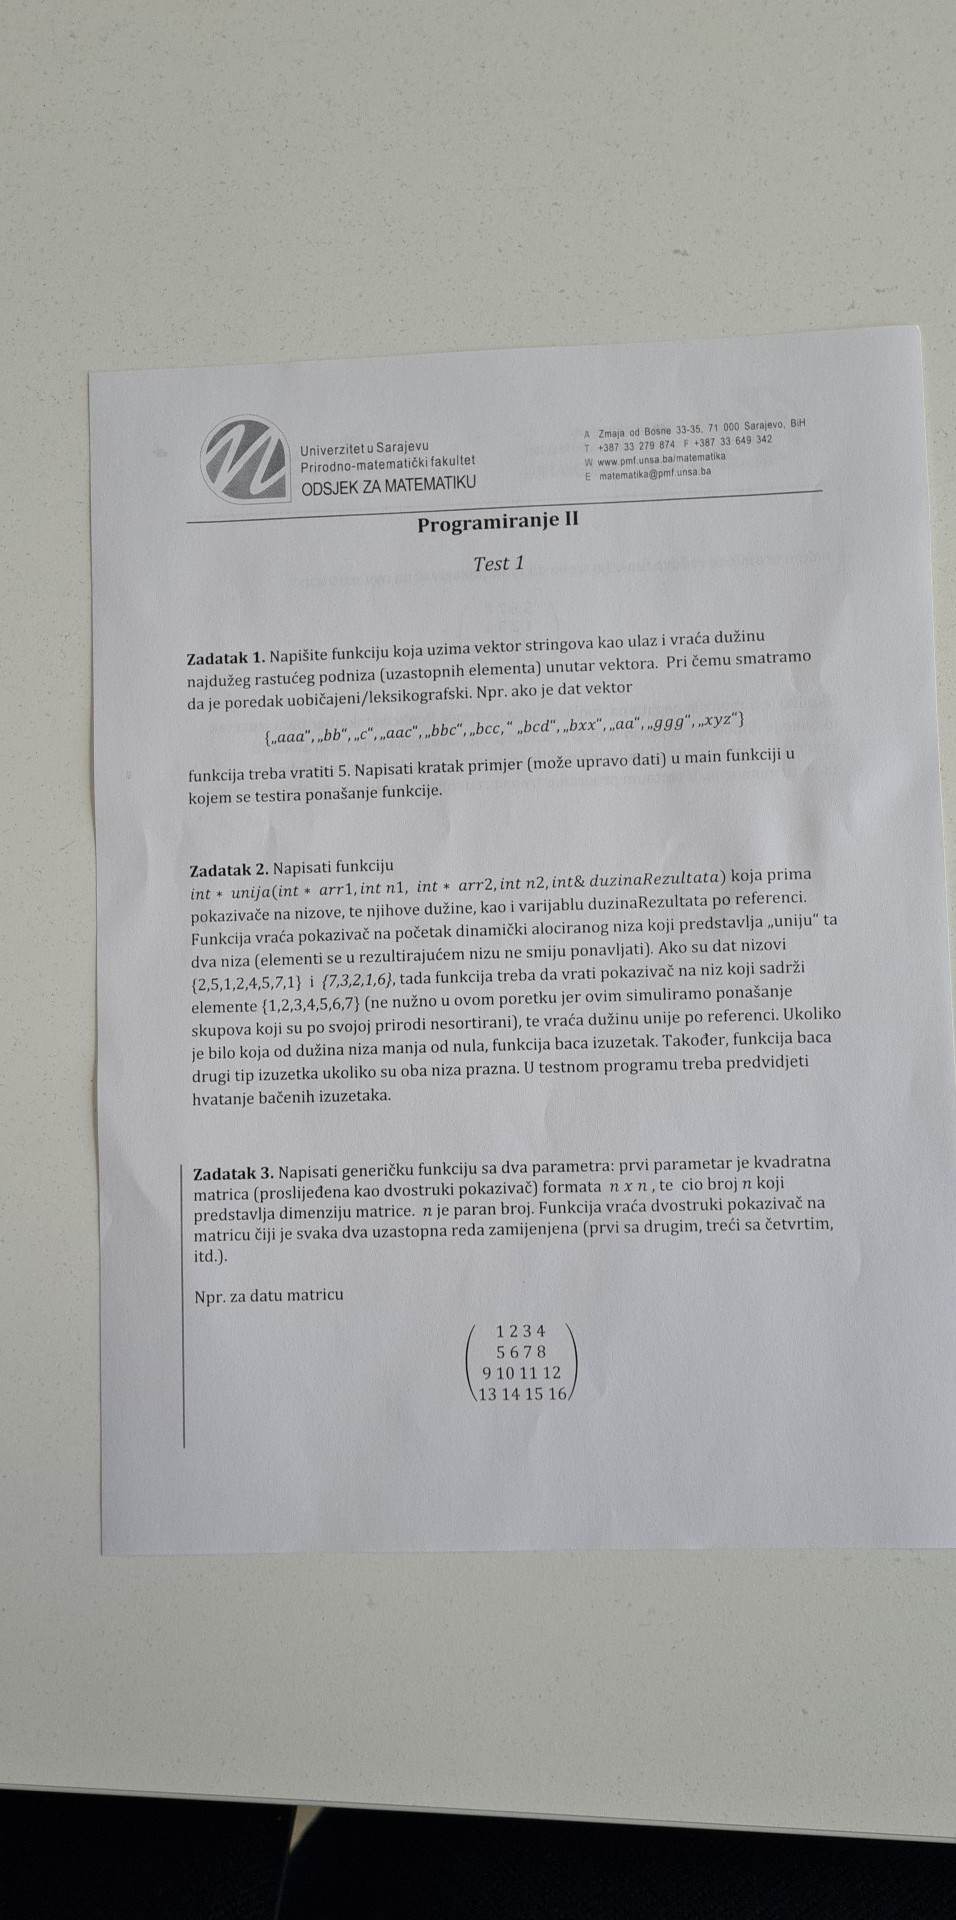 Univerzitet u Sarajevu
Prirodno-matematički fakultet
ODSJEK ZA MATEMATIKU
A Zmaja od Bosne 33-35, 71 000 Sarajevo, BiH
T +387 33 279 874 F +387 33 649 342
W www.pmf.unsa.ba/matematika
E matematika@pmf.unsa.ba
Programiranje II
Test 1
Zadatak 1. Napišite funkciju koja uzima vektor stringova kao ulaz i vraća dužinu
najdužeg rastućeg podniza (uzastopnih elementa) unutar vektora. Pri čemu smatramo
da je poredak uobičajeni/leksikografski. Npr. ako je dat vektor
{„aaa“, „bb“, „c“, „aac“, „bbc“, „bcc,“ „bcd“, „bxx“, „aa“, „ggg“, „xyz“}
funkcija treba vratiti 5. Napisati kratak primjer (može upravo dati) u main funkciji u
kojem se testira ponašanje funkcije.
Zadatak 2. Napisati funkciju
int * unija(int * arr1, int n1, int * arr2, int n2, int& duzinaRezultata) koja prima
pokazivače na nizove, te njihove dužine, kao i varijablu duzinaRezultata po referenci.
Funkcija vraća pokazivač na početak dinamički alociranog niza koji predstavlja „uniju“ ta
dva niza (elementi se u rezultirajućem nizu ne smiju ponavljati). Ako su dat nizovi
{2,5,1,2,4,5,7,1} i {7,3,2,1,6}, tada funkcija treba da vrati pokazivač na niz koji sadrži
elemente {1,2,3,4,5,6,7} (ne nužno u ovom poretku jer ovim simuliramo ponašanje
skupova koji su po svojoj prirodi nesortirani), te vraća dužinu unije po referenci. Ukoliko
je bilo koja od dužina niza manja od nula, funkcija baca izuzetak. Također, funkcija baca
drugi tip izuzetka ukoliko su oba niza prazna. U testnom programu treba predvidjeti
hvatanje bačenih izuzetaka.
Zadatak 3. Napisati generičku funkciju sa dva parametra: prvi parametar je kvadratna
matrica (proslijeđena kao dvostruki pokazivač) formata n x n , te cio broj n koji
predstavlja dimenziju matrice. n je paran broj. Funkcija vraća dvostruki pokazivač na
matricu čiji je svaka dva uzastopna reda zamijenjena (prvi sa drugim, treći sa četvrtim,
itd.).
Npr. za datu matricu
1 2 3 4
5 6 7 8
9 10 11 12
13 14 15 16